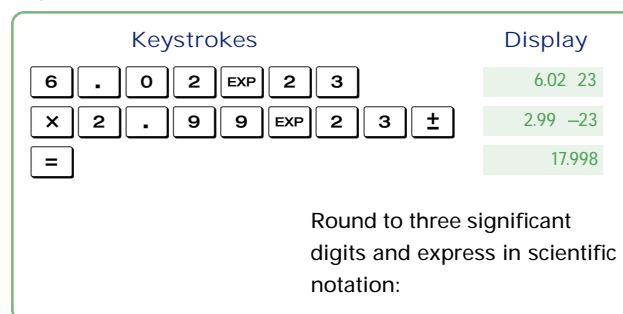 Keystrokes Display
6 . 0 2 EXP 2 3 6.02 23
× 2 . 9 9 EXP 2 3 ± 2.99 −23
= 17.998
Round to three significant
digits and express in scientific
notation: